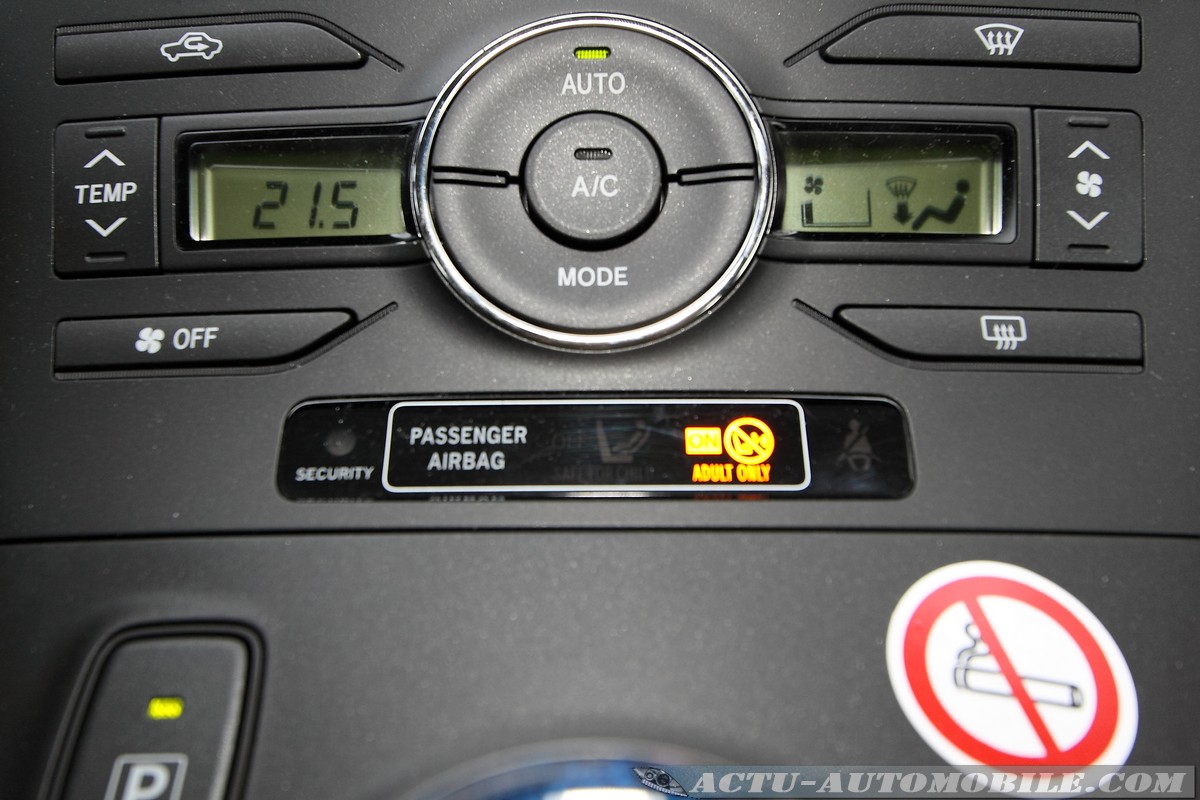 AUTO
TEMP
21.5
A/C
MODE
OFF
PASSENGER
AIRBAG
ON
ADULT ONLY
SECURITY
P
ACTU-AUTOMOBILE.COM